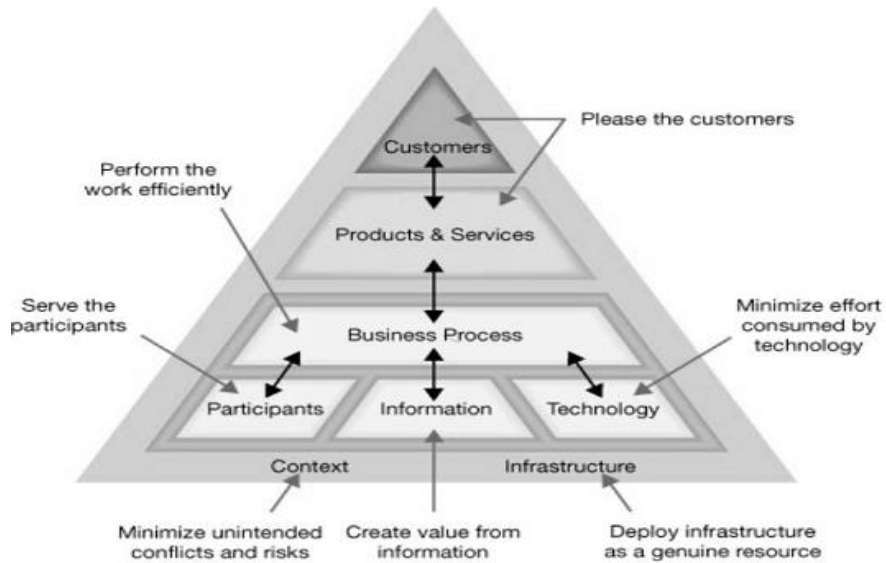 Please the customers
Customers
Perform the
work efficiently
Products & Services
Serve the
participants
Minimize effort
consumed by
technology
Business Process
Participants
Information
Technology
Context
Infrastructure
Minimize unintended
conflicts and risks
Create value from
information
Deploy infrastructure
as a genuine resource